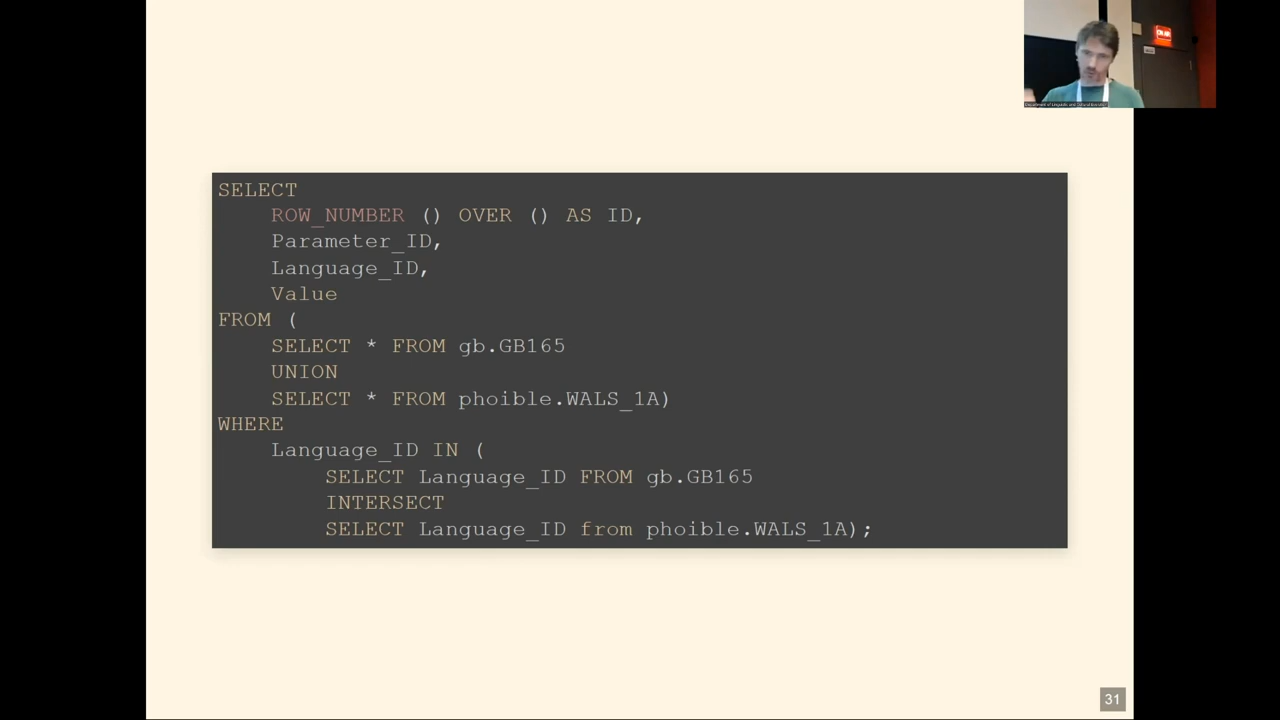 SELECT
ROW_NUMBER () OVER () AS ID,
Parameter_ID,
Language_ID,
Value
FROM (
SELECT * FROM gb.GB165
UNION
SELECT * FROM phoible.WALS_1A)
WHERE
Language_ID IN (
SELECT Language_ID FROM gb.GB165
INTERSECT
SELECT Language_ID from phoible.WALS_1A);
31